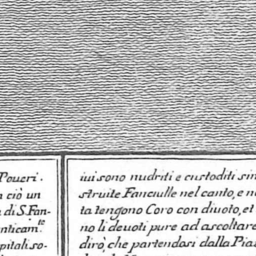 Poueri.
a ciò un
di S. Fan-
nticam.te
pitali so-
iui sono nudriti e custoditi sin
struite Fanciulle nel canto, e n
ta tengono Coro con diuoto, et
no li deuoti pure ad ascoltare
dirò, che partendosi dalla Pia